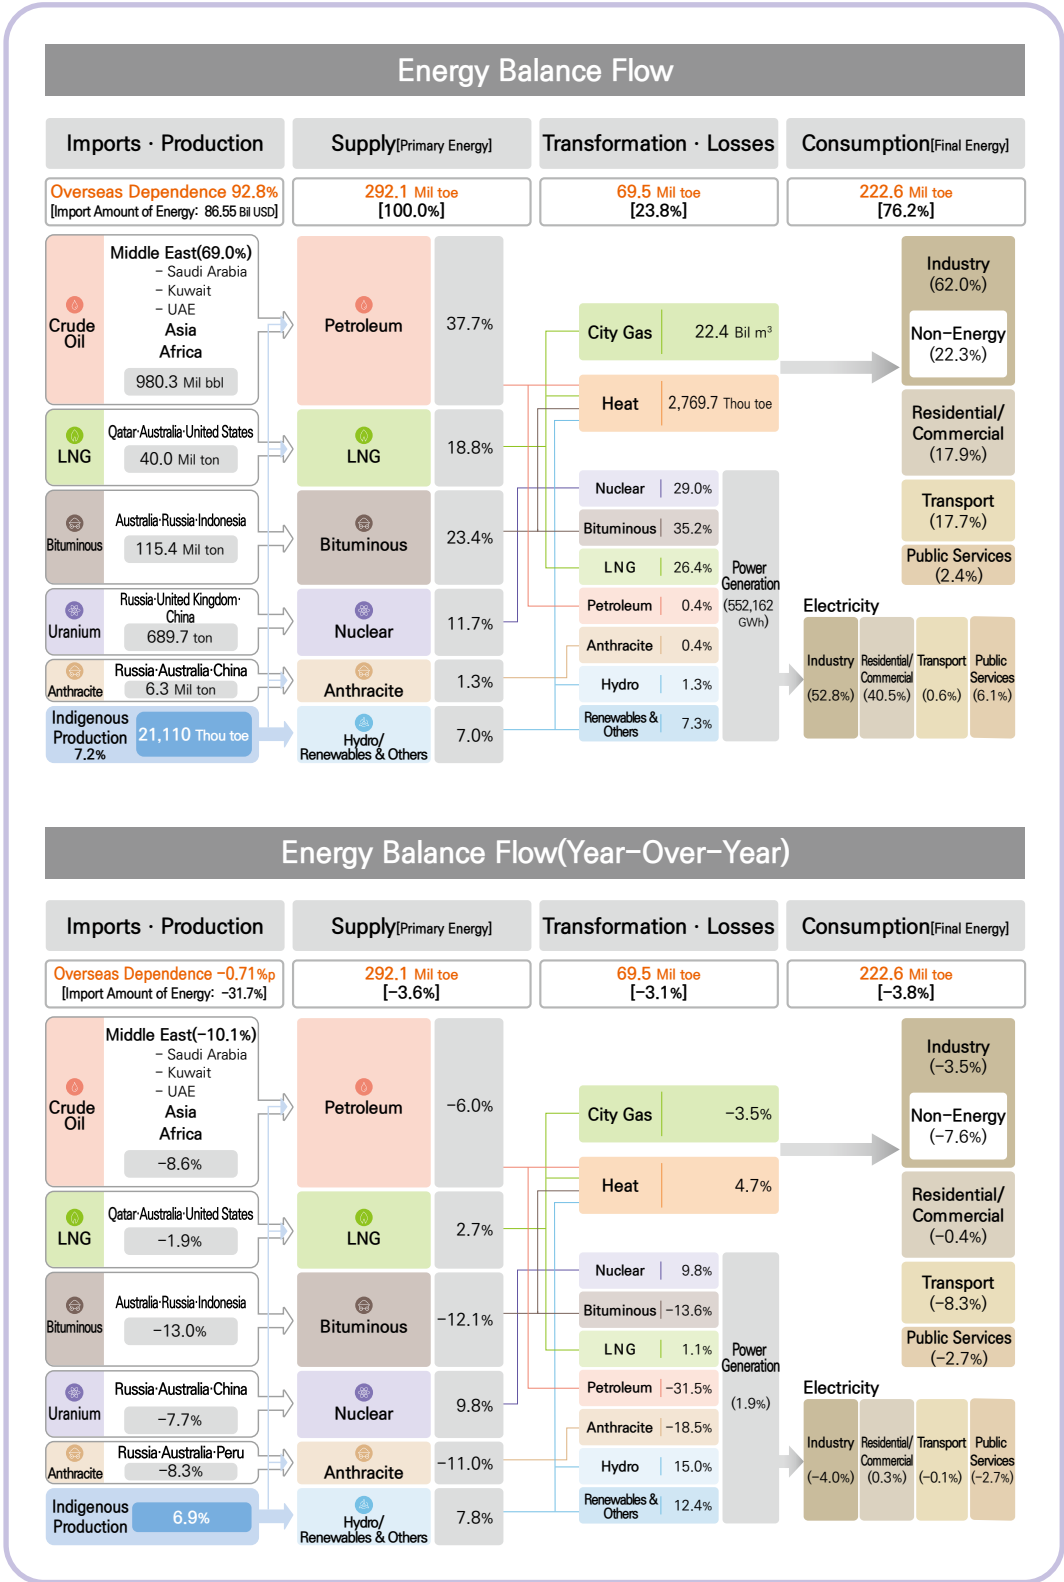 Energy Balance Flow
Imports · Production
Supply[Primary Energy]
Transformation · Losses
Consumption[Final Energy]
Overseas Dependence 92.8%
[Import Amount of Energy: 86.55 Bil USD]
292.1 Mil toe
[100.0%]
69.5 Mil toe
[23.8%]
222.6 Mil toe
[76.2%]
Crude
Oil
Middle East(69.0%)
- Saudi Arabia
- Kuwait
- UAE
Asia
Africa
980.3 Mil bbl
LNG
Qatar·Australia·United States
40.0 Mil ton
Bituminous
Australia·Russia·Indonesia
115.4 Mil ton
Uranium
Russia·United Kingdom·
China
689.7 ton
Anthracite
Russia·Australia·China
6.3 Mil ton
Indigenous
Production
7.2%
21,110 Thou toe
Petroleum
37.7%
LNG
18.8%
Bituminous
23.4%
Nuclear
11.7%
Anthracite
1.3%
Hydro/
Renewables & Others
7.0%
City Gas
22.4 Bil m³
Heat
2,769.7 Thou toe
Nuclear
29.0%
Bituminous
35.2%
LNG
26.4%
Petroleum
0.4%
Anthracite
0.4%
Hydro
1.3%
Renewables &
Others
7.3%
Power
Generation
(552,162
GWh)
Industry
(62.0%)
Non-Energy
(22.3%)
Residential/
Commercial
(17.9%)
Transport
(17.7%)
Public Services
(2.4%)
Electricity
Industry
(52.8%)
Residential/
Commercial
(40.5%)
Transport
(0.6%)
Public
Services
(6.1%)
Energy Balance Flow(Year-Over-Year)
Imports · Production
Supply[Primary Energy]
Transformation · Losses
Consumption[Final Energy]
Overseas Dependence -0.71%p
[Import Amount of Energy: -31.7%]
292.1 Mil toe
[-3.6%]
69.5 Mil toe
[-3.1%]
222.6 Mil toe
[-3.8%]
Crude
Oil
Middle East(-10.1%)
- Saudi Arabia
- Kuwait
- UAE
Asia
Africa
-8.6%
LNG
Qatar·Australia·United States
-1.9%
Bituminous
Australia·Russia·Indonesia
-13.0%
Uranium
Russia·Australia·China
-7.7%
Anthracite
Russia·Australia·Peru
-8.3%
Indigenous
Production
6.9%
Petroleum
-6.0%
LNG
2.7%
Bituminous
-12.1%
Nuclear
9.8%
Anthracite
-11.0%
Hydro/
Renewables & Others
7.8%
City Gas
-3.5%
Heat
4.7%
Nuclear
9.8%
Bituminous
-13.6%
LNG
1.1%
Petroleum
-31.5%
Anthracite
-18.5%
Hydro
15.0%
Renewables &
Others
12.4%
Power
Generation
(1.9%)
Industry
(-3.5%)
Non-Energy
(-7.6%)
Residential/
Commercial
(-0.4%)
Transport
(-8.3%)
Public Services
(-2.7%)
Electricity
Industry
(-4.0%)
Residential/
Commercial
(0.3%)
Transport
(-0.1%)
Public
Services
(-2.7%)